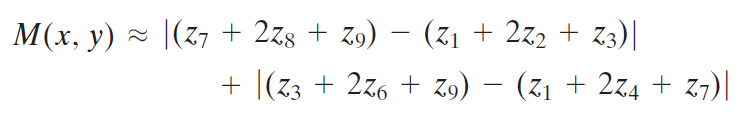 M(x, y) ≈ |(z₇ + 2z₈ + z₉) − (z₁ + 2z₂ + z₃)|
+ |(z₃ + 2z₆ + z₉) − (z₁ + 2z₄ + z₇)|